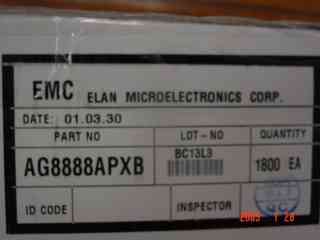 EMC ELAN MICROELECTRONICS CORP.
DATE: 01.03.30
PART NO LOT-NO QUANTITY
AG8888APXB BC13L3 1800 EA
ID CODE INSPECTOR QC